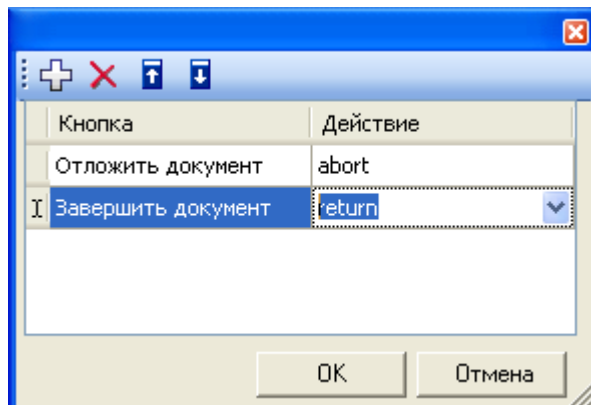 Кнопка Действие
Отложить документ abort
Завершить документ return
OK Отмена